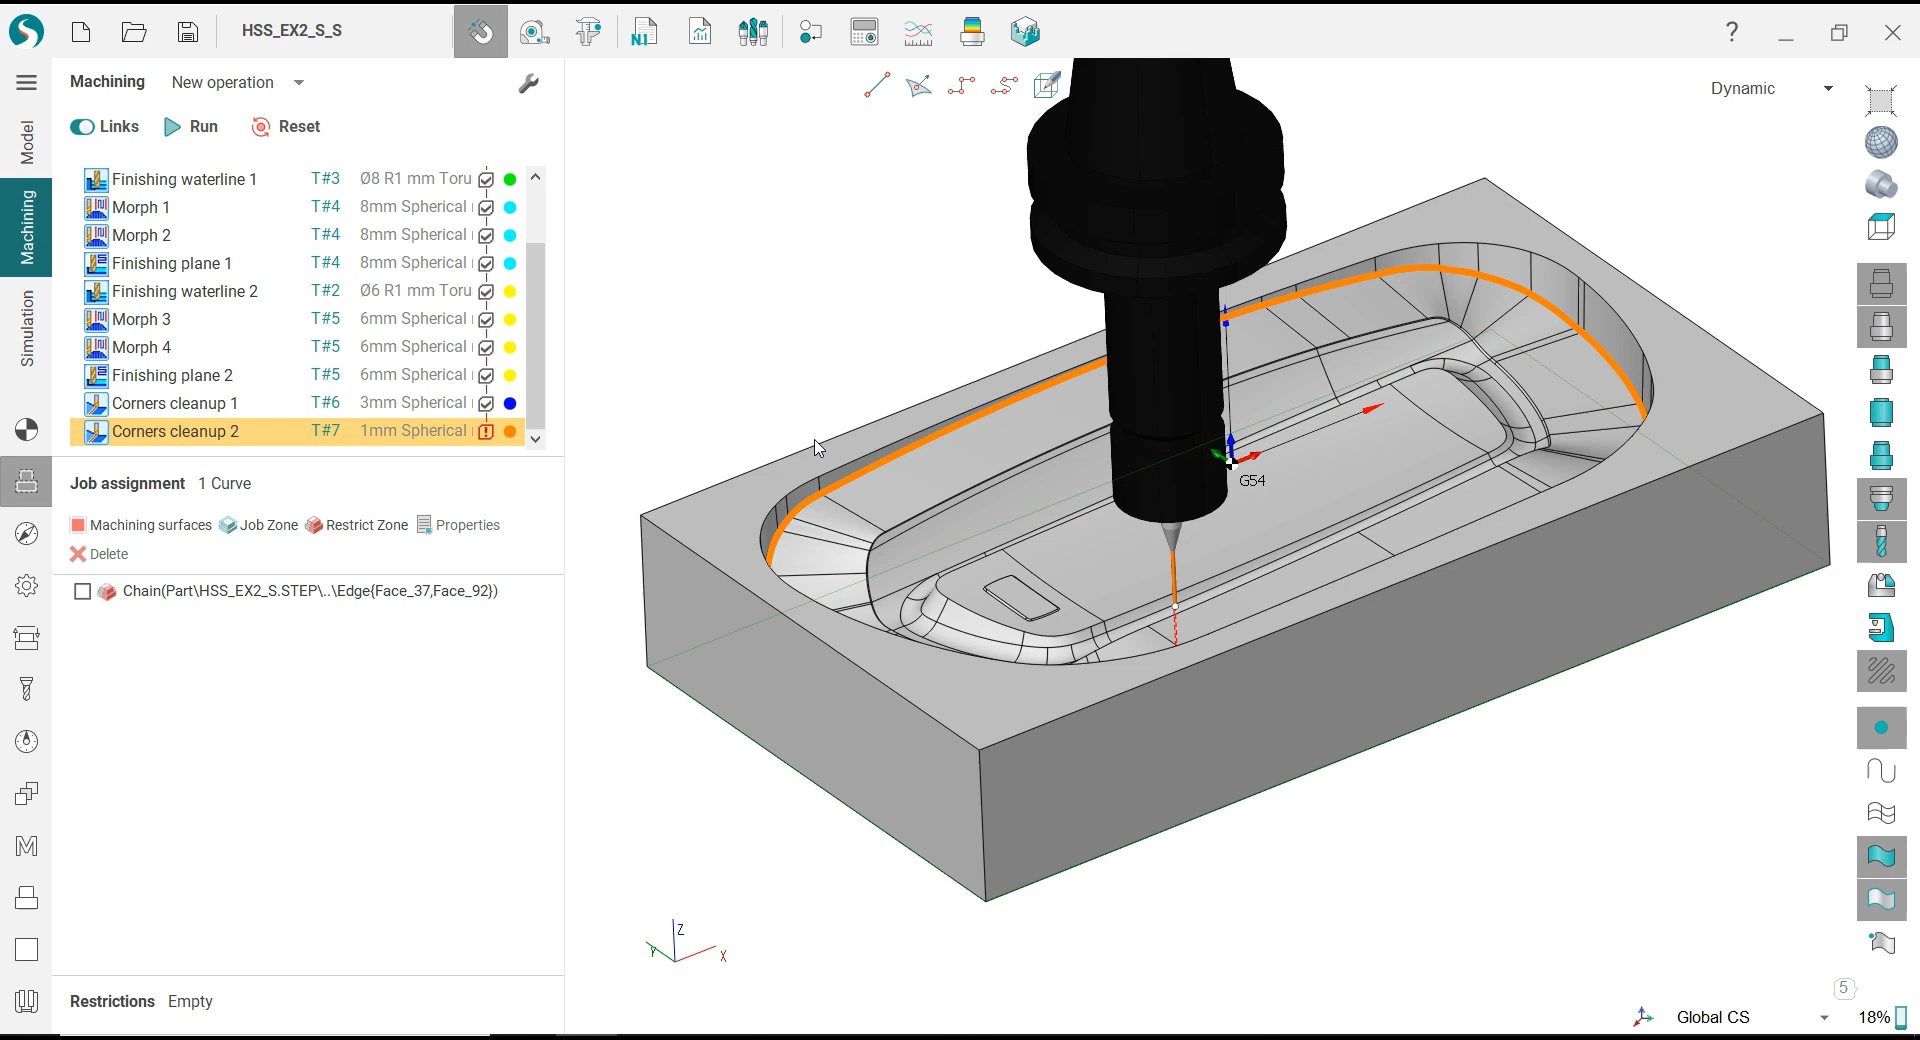 HSS_EX2_S_S
N1
?
Machining New operation
Links Run Reset
Dynamic
Model
Machining
Simulation
Finishing waterline 1 T#3 Ø8 R1 mm Toru
Morph 1 T#4 8mm Spherical
Morph 2 T#4 8mm Spherical
Finishing plane 1 T#4 8mm Spherical
Finishing waterline 2 T#2 Ø6 R1 mm Toru
Morph 3 T#5 6mm Spherical
Morph 4 T#5 6mm Spherical
Finishing plane 2 T#5 6mm Spherical
Corners cleanup 1 T#6 3mm Spherical
Corners cleanup 2 T#7 1mm Spherical
Job assignment 1 Curve
Machining surfaces Job Zone Restrict Zone Properties
Delete
Chain(Part\HSS_EX2_S.STEP\..\Edge{Face_37,Face_92})
G54
Z
Y
X
Restrictions Empty
5
Global CS 18%